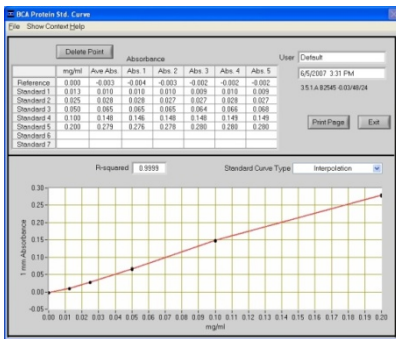 BCA Protein Std. Curve
File Show Context Help
Delete Point
Absorbance
User Default
6/5/2007 3:31 PM
3.5.1 A B2545 -0.03/48/24
Print Page Exit
mg/ml Ave Abs. Abs. 1 Abs. 2 Abs. 3 Abs. 4 Abs. 5
Reference 0.000 -0.003 -0.004 -0.003 -0.002 -0.002 -0.002
Standard 1 0.013 0.010 0.010 0.010 0.009 0.010 0.009
Standard 2 0.025 0.028 0.028 0.027 0.027 0.028 0.027
Standard 3 0.050 0.065 0.065 0.065 0.064 0.066 0.068
Standard 4 0.100 0.148 0.146 0.148 0.148 0.149 0.149
Standard 5 0.200 0.279 0.276 0.278 0.280 0.280 0.280
Standard 6
Standard 7
R-squared 0.9999
Standard Curve Type Interpolation
1 mm Absorbance
0.30
0.25
0.20
0.15
0.10
0.05
0.00
-0.05
0.00 0.01 0.02 0.03 0.04 0.05 0.06 0.07 0.08 0.09 0.10 0.11 0.12 0.13 0.14 0.15 0.16 0.17 0.18 0.19 0.20
mg/ml